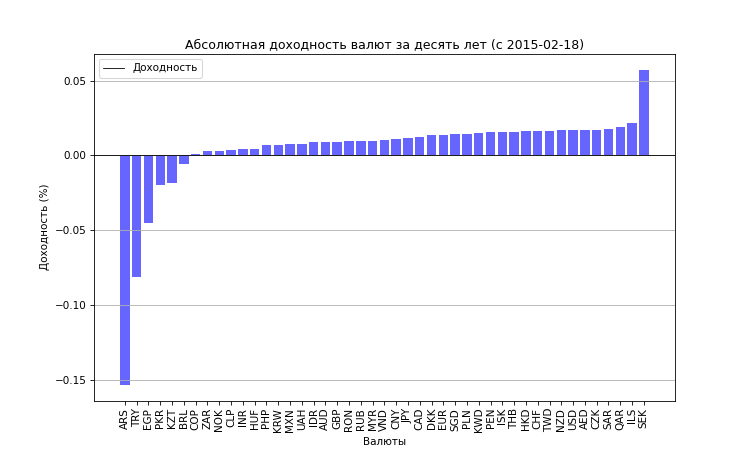 Абсолютная доходность валют за десять лет (с 2015-02-18)
Доходность
0.05
0.00
−0.05
−0.10
−0.15
Доходность (%)
ARS
TRY
EGP
PKR
KZT
BRL
COP
ZAR
NOK
CLP
INR
HUF
PHP
KRW
MXN
UAH
IDR
AUD
GBP
RON
RUB
MYR
VND
CNY
JPY
CAD
DKK
EUR
SGD
PLN
KWD
PEN
ISK
THB
HKD
CHF
TWD
NZD
USD
AED
CZK
SAR
QAR
ILS
SEK
Валюты